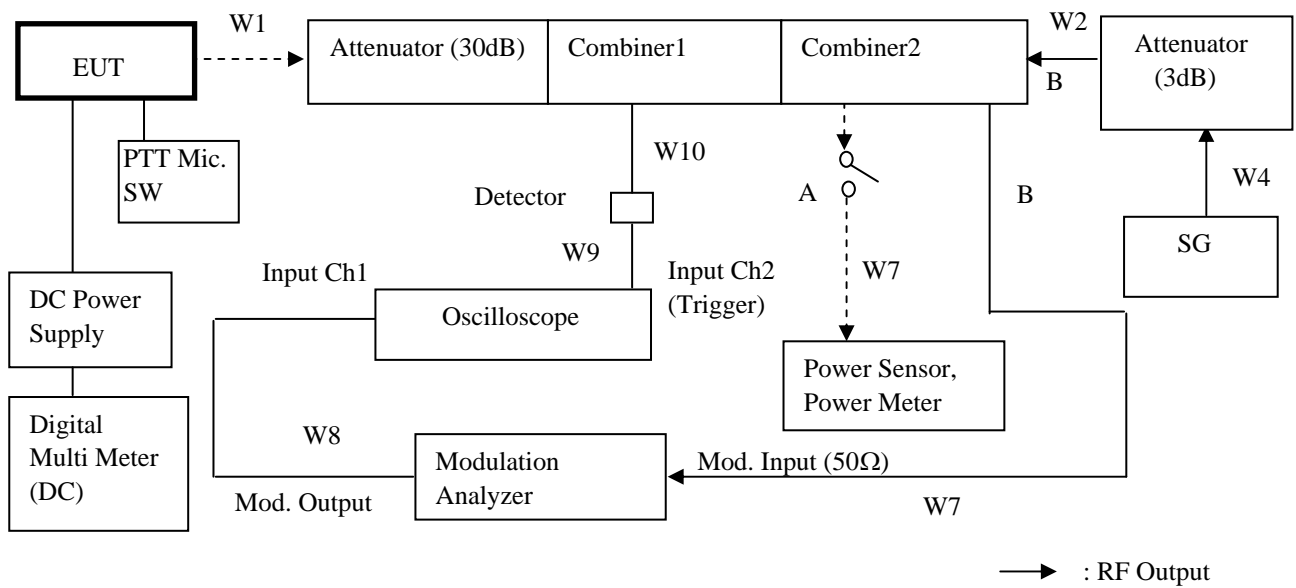 W1
EUT
Attenuator (30dB)
Combiner1
Combiner2
W2
B
Attenuator
(3dB)
PTT Mic.
SW
W10
Detector
A
B
W4
SG
W9
Input Ch1
Input Ch2
(Trigger)
W7
DC Power
Supply
Oscilloscope
Power Sensor,
Power Meter
Digital
Multi Meter
(DC)
W8
Mod. Output
Modulation
Analyzer
Mod. Input (50Ω)
W7
: RF Output